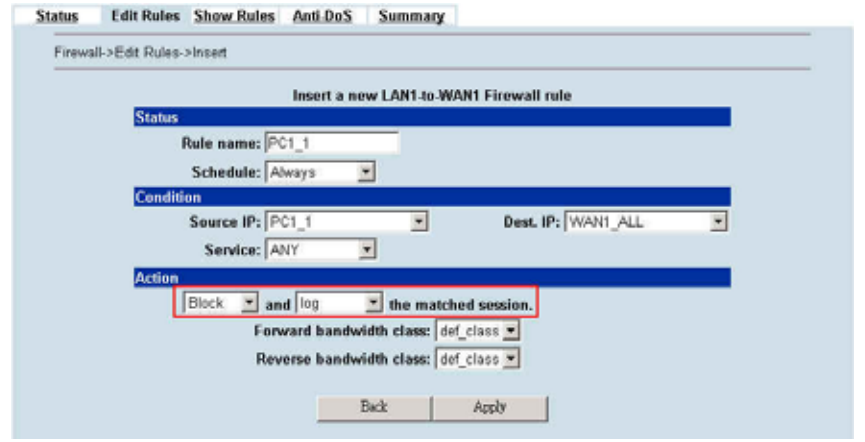 Status Edit Rules Show Rules Anti-DoS Summary
Firewall->Edit Rules->Insert
Insert a new LAN1-to-WAN1 Firewall rule
Status
Rule name: PC1_1
Schedule: Always
Condition
Source IP: PC1_1 Dest. IP: WAN1_ALL
Service: ANY
Action
Block and log the matched session.
Forward bandwidth class: def_class
Reverse bandwidth class: def_class
Back Apply